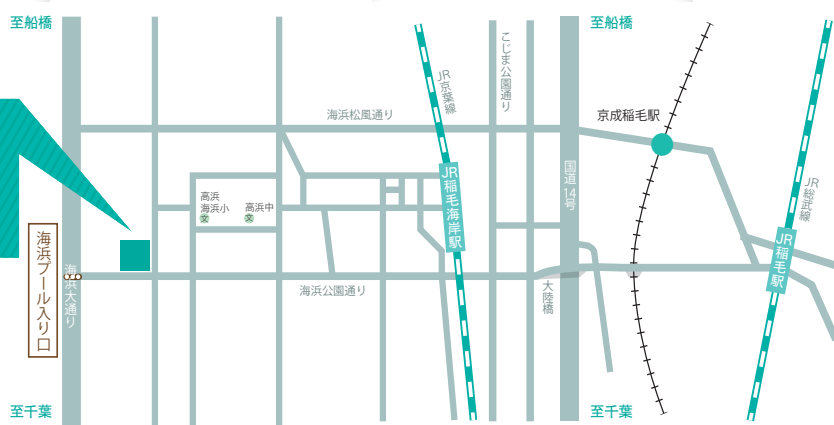 至船橋
至船橋
こじま公園通り
JR京葉線
海浜松風通り
京成稲毛駅
国道14号
JR稲毛海岸駅
JR総武線
高浜
海浜小
高浜中
文
文
海浜プール入り口
海浜大通り
JR稲毛駅
海浜公園通り
大陸橋
至千葉
至千葉